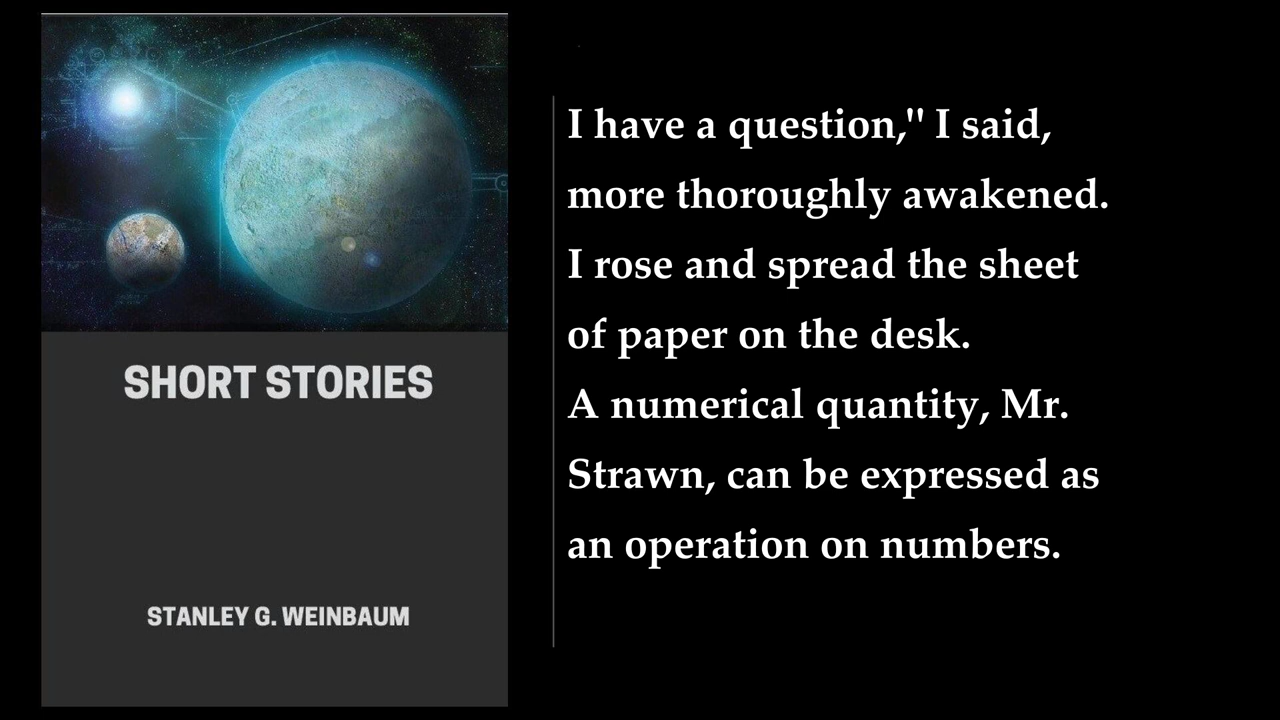 SHORT STORIES
STANLEY G. WEINBAUM
I have a question," I said,
more thoroughly awakened.
I rose and spread the sheet
of paper on the desk.
A numerical quantity, Mr.
Strawn, can be expressed as
an operation on numbers.